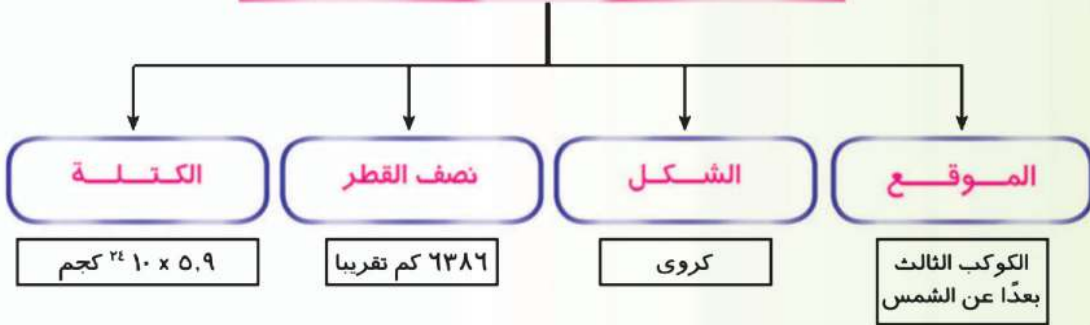 الموقع
الكوكب الثالث
بعدًا عن الشمس
الشكل
كروى
نصف القطر
٦٣٨٦ كم تقريبا
الكتلة
٥,٩ x ١٠ ٢٤ كجم